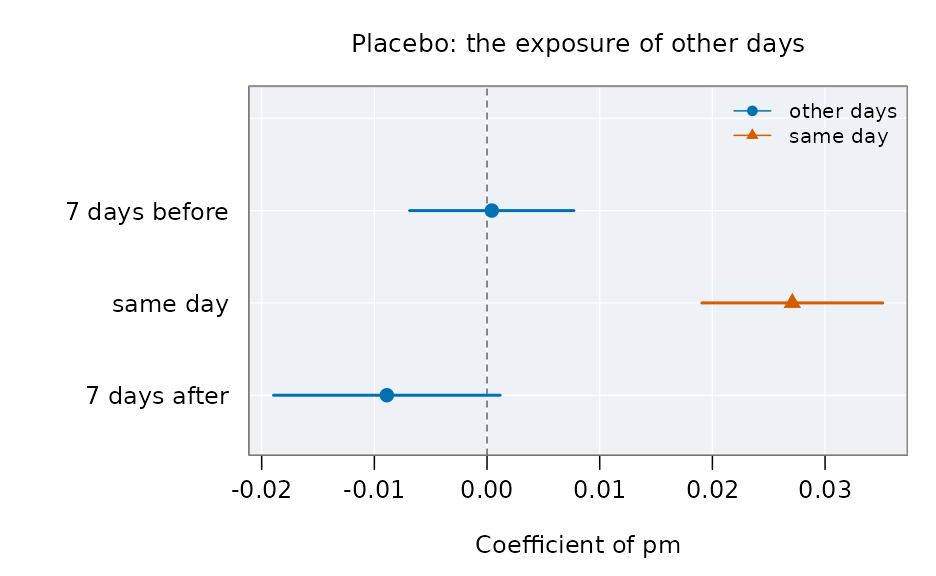 Placebo: the exposure of other days
other days
same day
7 days before
same day
7 days after
-0.02 -0.01 0.00 0.01 0.02 0.03
Coefficient of pm